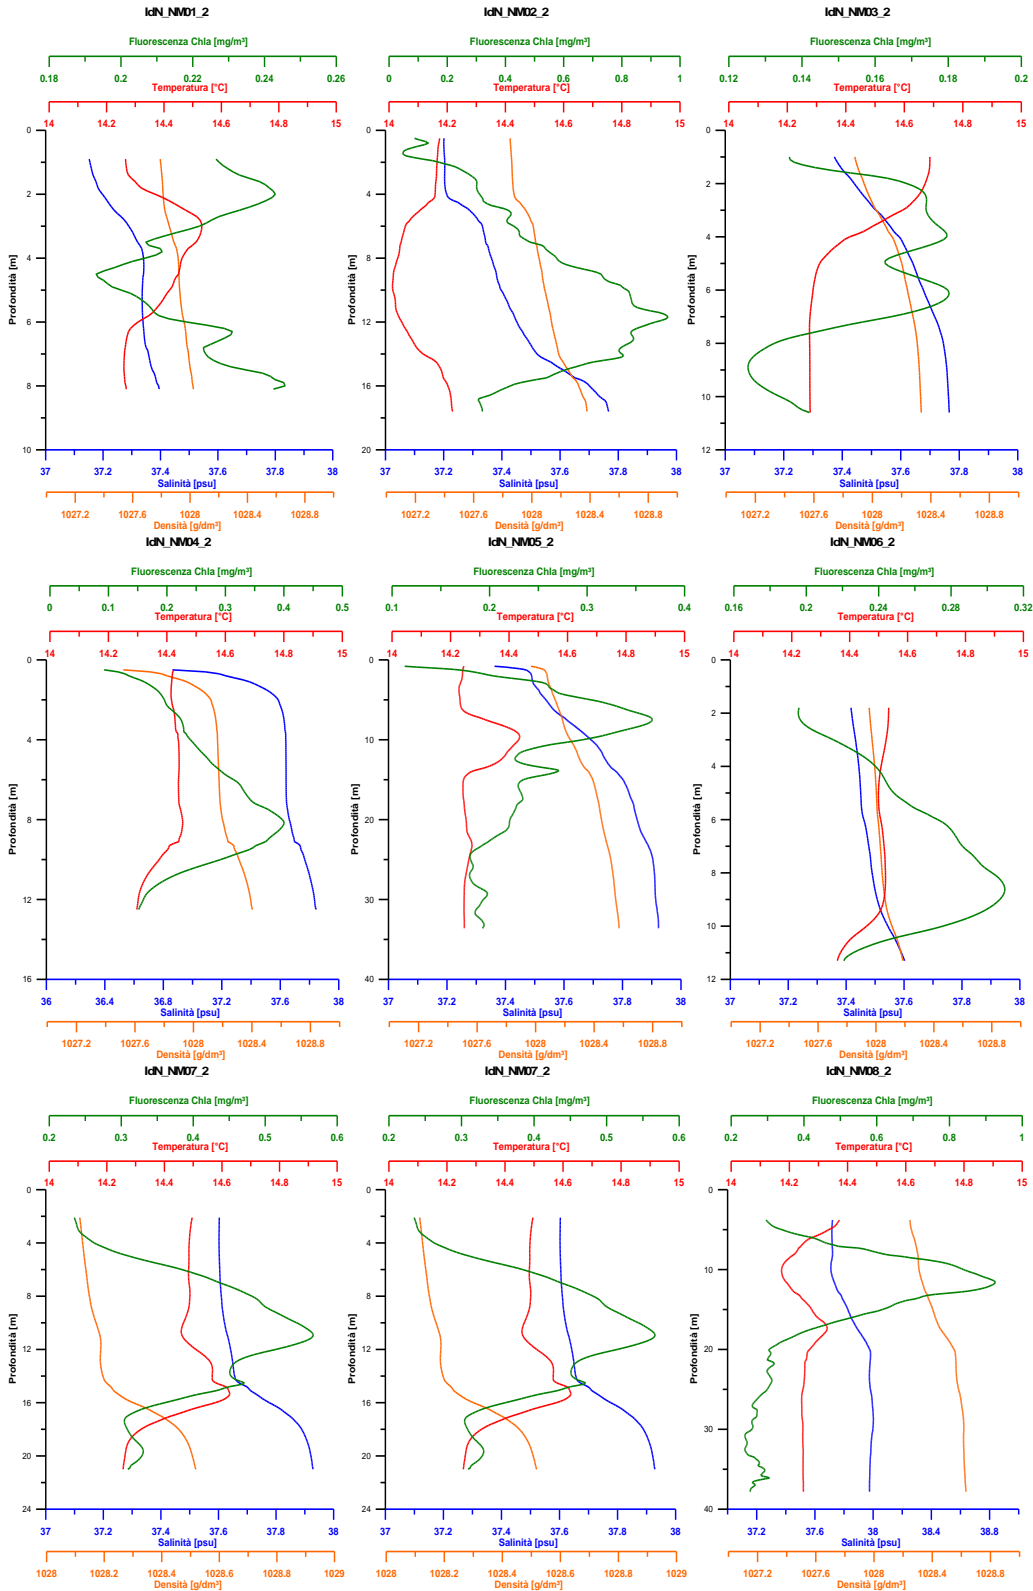 IdN_NM01_2
Fluorescenza Chla [mg/m³]
0.18 0.2 0.22 0.24 0.26
Temperatura [°C]
14 14.2 14.4 14.6 14.8 15
Profondità [m]
0
2
4
6
8
10
37 37.2 37.4 37.6 37.8 38
Salinità [psu]
1027.2 1027.6 1028 1028.4 1028.8
Densità [g/dm³]
IdN_NM02_2
Fluorescenza Chla [mg/m³]
0 0.2 0.4 0.6 0.8 1
Temperatura [°C]
14 14.2 14.4 14.6 14.8 15
Profondità [m]
0
4
8
12
16
20
37 37.2 37.4 37.6 37.8 38
Salinità [psu]
1027.2 1027.6 1028 1028.4 1028.8
Densità [g/dm³]
IdN_NM03_2
Fluorescenza Chla [mg/m³]
0.12 0.14 0.16 0.18 0.2
Temperatura [°C]
14 14.2 14.4 14.6 14.8 15
Profondità [m]
0
2
4
6
8
10
12
37 37.2 37.4 37.6 37.8 38
Salinità [psu]
1027.2 1027.6 1028 1028.4 1028.8
Densità [g/dm³]
IdN_NM04_2
Fluorescenza Chla [mg/m³]
0 0.1 0.2 0.3 0.4 0.5
Temperatura [°C]
14 14.2 14.4 14.6 14.8 15
Profondità [m]
0
4
8
12
16
36 36.4 36.8 37.2 37.6 38
Salinità [psu]
1027.2 1027.6 1028 1028.4 1028.8
Densità [g/dm³]
IdN_NM05_2
Fluorescenza Chla [mg/m³]
0.1 0.2 0.3 0.4
Temperatura [°C]
14 14.2 14.4 14.6 14.8 15
Profondità [m]
0
10
20
30
40
37 37.2 37.4 37.6 37.8 38
Salinità [psu]
1027.2 1027.6 1028 1028.4 1028.8
Densità [g/dm³]
IdN_NM06_2
Fluorescenza Chla [mg/m³]
0.16 0.2 0.24 0.28 0.32
Temperatura [°C]
14 14.2 14.4 14.6 14.8 15
Profondità [m]
0
2
4
6
8
10
12
37 37.2 37.4 37.6 37.8 38
Salinità [psu]
1027.2 1027.6 1028 1028.4 1028.8
Densità [g/dm³]
IdN_NM07_2
Fluorescenza Chla [mg/m³]
0.2 0.3 0.4 0.5 0.6
Temperatura [°C]
14 14.2 14.4 14.6 14.8 15
Profondità [m]
0
4
8
12
16
20
24
37 37.2 37.4 37.6 37.8 38
Salinità [psu]
1028 1028.2 1028.4 1028.6 1028.8 1029
Densità [g/dm³]
IdN_NM07_2
Fluorescenza Chla [mg/m³]
0.2 0.3 0.4 0.5 0.6
Temperatura [°C]
14 14.2 14.4 14.6 14.8 15
Profondità [m]
0
4
8
12
16
20
24
37 37.2 37.4 37.6 37.8 38
Salinità [psu]
1028 1028.2 1028.4 1028.6 1028.8 1029
Densità [g/dm³]
IdN_NM08_2
Fluorescenza Chla [mg/m³]
0.2 0.4 0.6 0.8 1
Temperatura [°C]
14 14.2 14.4 14.6 14.8 15
Profondità [m]
0
10
20
30
40
37.2 37.6 38 38.4 38.8
Salinità [psu]
1027.2 1027.6 1028 1028.4 1028.8
Densità [g/dm³]